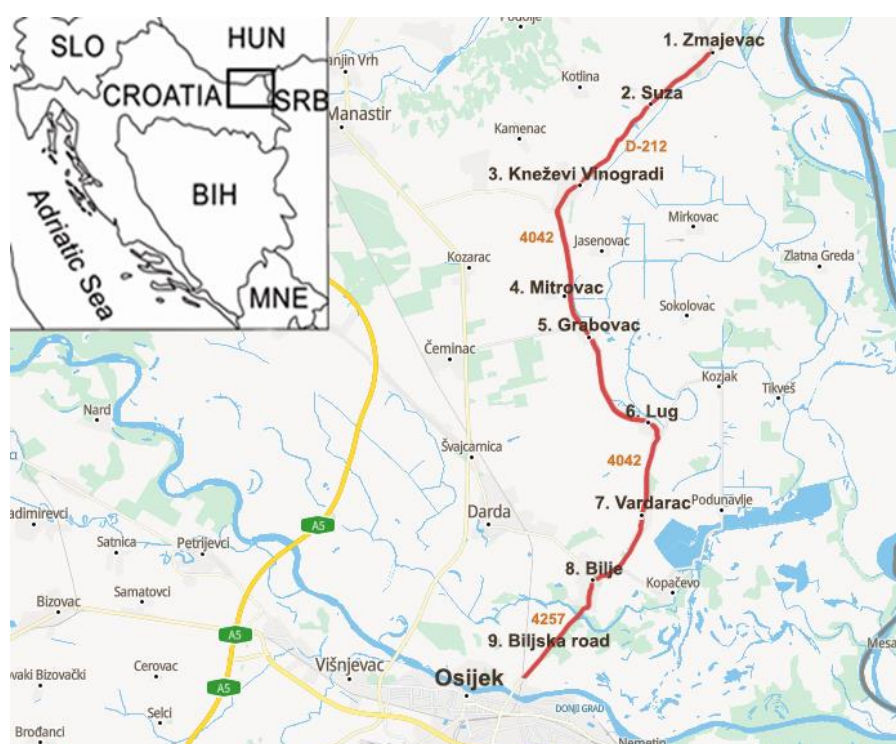 SLO
HUN
CROATIA
SRB
BIH
MNE
Adriatic Sea
Podolje
1. Zmajevac
Kotlina
2. Suza
Manastir
Kamenac
D-212
3. Kneževi Vinogradi
Mirkovac
4042
Jasenovac
Kozarac
Zlatna Greda
4. Mitrovac
Sokolovac
5. Grabovac
Čeminac
Kozjak
Tikveš
Nard
6. Lug
Švajcarnica
4042
7. Vardarac
Podunavlje
Darda
A5
Satnica
Petrijevci
8. Bilje
Kopačevo
Samatovci
Bizovac
4257
A5
9. Biljska road
Višnjevac
Cerovac
Osijek
A5
Selci
DONJI GRAD
Brođanci
Nemetin